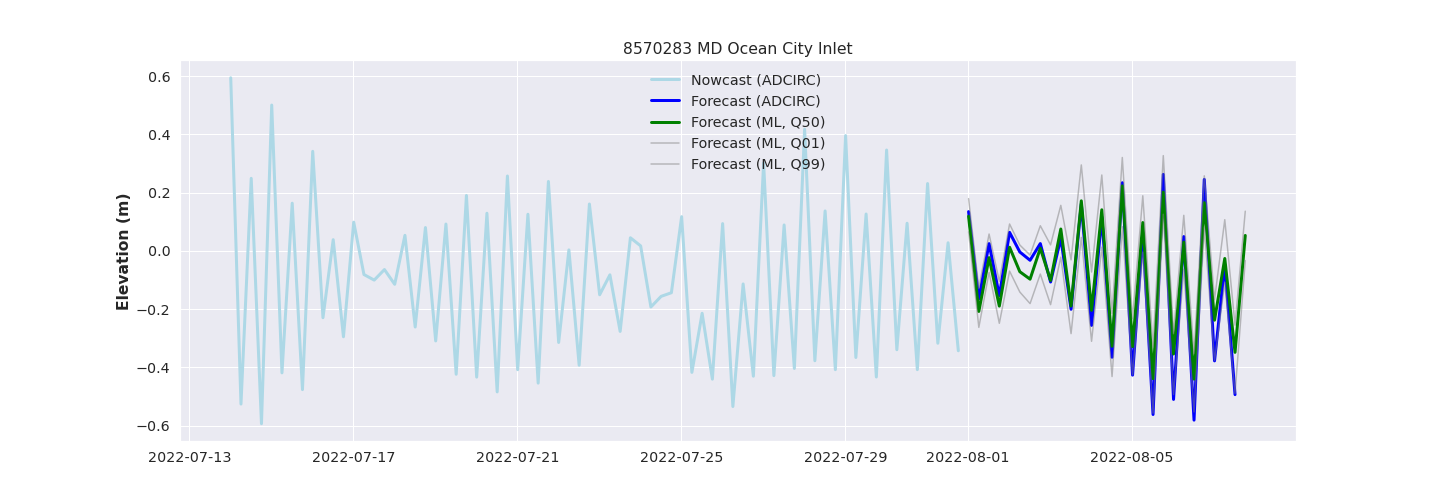 8570283 MD Ocean City Inlet
Nowcast (ADCIRC)
Forecast (ADCIRC)
Forecast (ML, Q50)
Forecast (ML, Q01)
Forecast (ML, Q99)
Elevation (m)
0.6
0.4
0.2
0.0
−0.2
−0.4
−0.6
2022-07-13 2022-07-17 2022-07-21 2022-07-25 2022-07-29 2022-08-01 2022-08-05